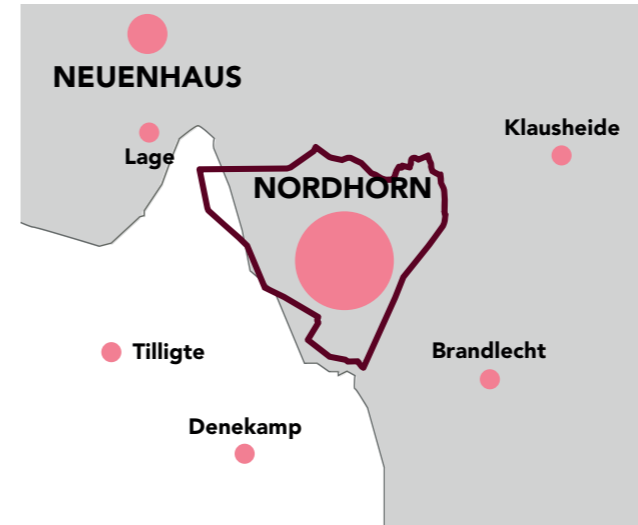 NEUENHAUS
Klausheide
Lage
NORDHORN
Tilligte
Brandlecht
Denekamp